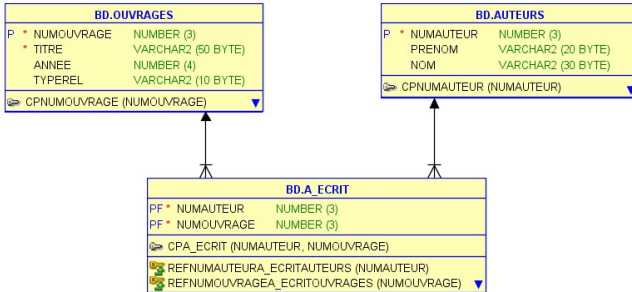 BD.OUVRAGES
P * NUMOUVRAGE NUMBER (3)
* TITRE VARCHAR2 (50 BYTE)
ANNEE NUMBER (4)
TYPEREL VARCHAR2 (10 BYTE)
CPNUMOUVRAGE (NUMOUVRAGE)
BD.AUTEURS
P * NUMAUTEUR NUMBER (3)
PRENOM VARCHAR2 (20 BYTE)
NOM VARCHAR2 (30 BYTE)
CPNUMAUTEUR (NUMAUTEUR)
BD.A_ECRIT
PF * NUMAUTEUR NUMBER (3)
PF * NUMOUVRAGE NUMBER (3)
CPA_ECRIT (NUMAUTEUR, NUMOUVRAGE)
REFNUMAUTEURA_ECRITAUTEURS (NUMAUTEUR)
REFNUMOUVRAGEA_ECRITOUVRAGES (NUMOUVRAGE)